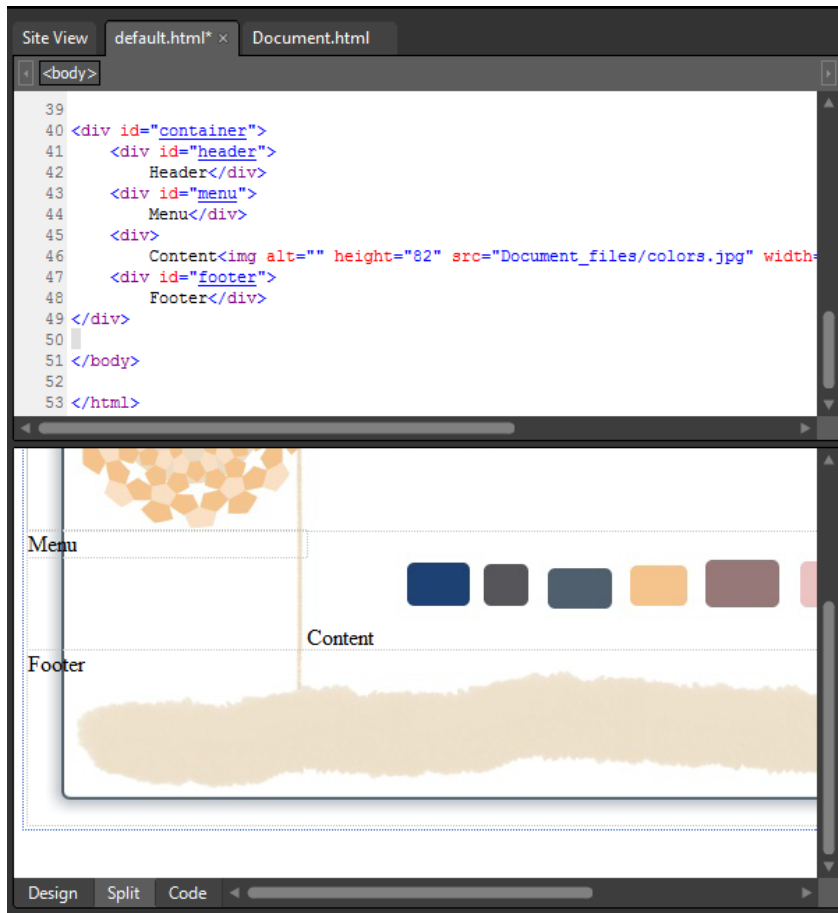 Site View default.html* × Document.html
<body>
39
40 <div id="container">
41 <div id="header">
42 Header</div>
43 <div id="menu">
44 Menu</div>
45 <div>
46 Content<img alt="" height="82" src="Document_files/colors.jpg" width=
47 <div id="footer">
48 Footer</div>
49 </div>
50
51 </body>
52
53 </html>
Menu
Content
Footer
Design Split Code